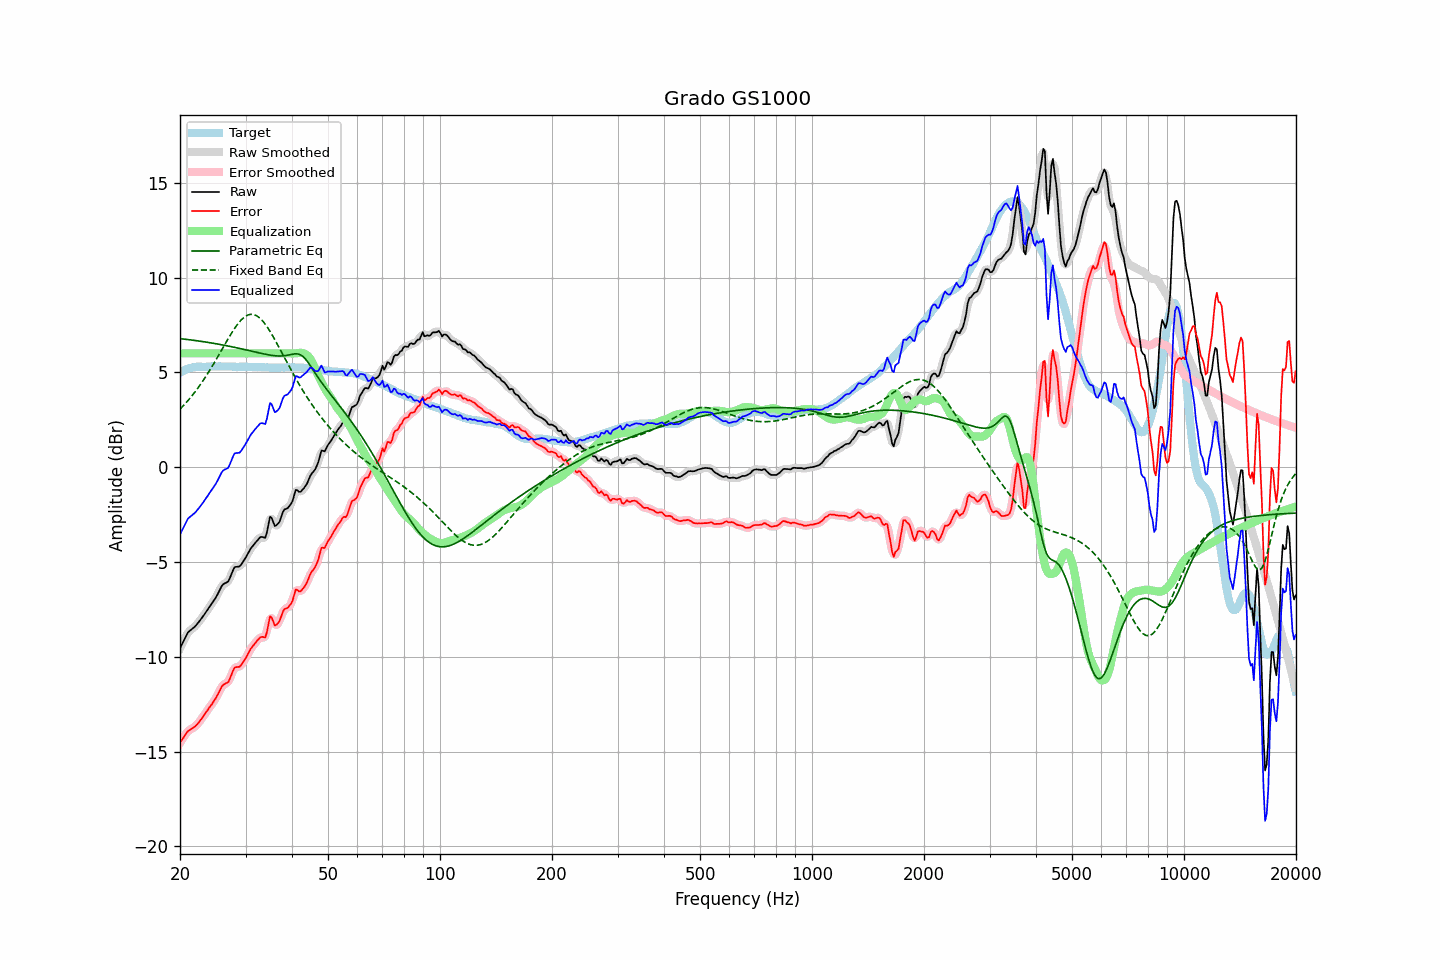 Grado GS1000
Target
Raw Smoothed
Error Smoothed
Raw
Error
Equalization
Parametric Eq
Fixed Band Eq
Equalized
Amplitude (dBr)
15
10
5
0
−5
−10
−15
−20
20 50 100 200 500 1000 2000 5000 10000 20000
Frequency (Hz)